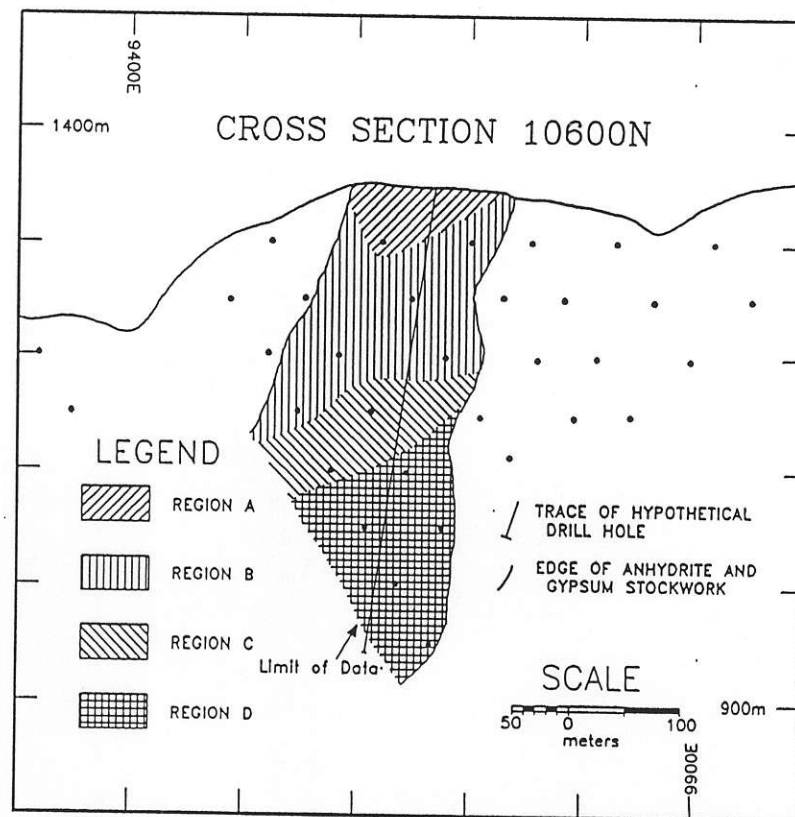 9400E
1400m
CROSS SECTION 10600N
LEGEND
REGION A
REGION B
REGION C
REGION D
TRACE OF HYPOTHETICAL
DRILL HOLE
EDGE OF ANHYDRITE AND
GYPSUM STOCKWORK
Limit of Data
SCALE
900m
50 0 100
meters
9900E